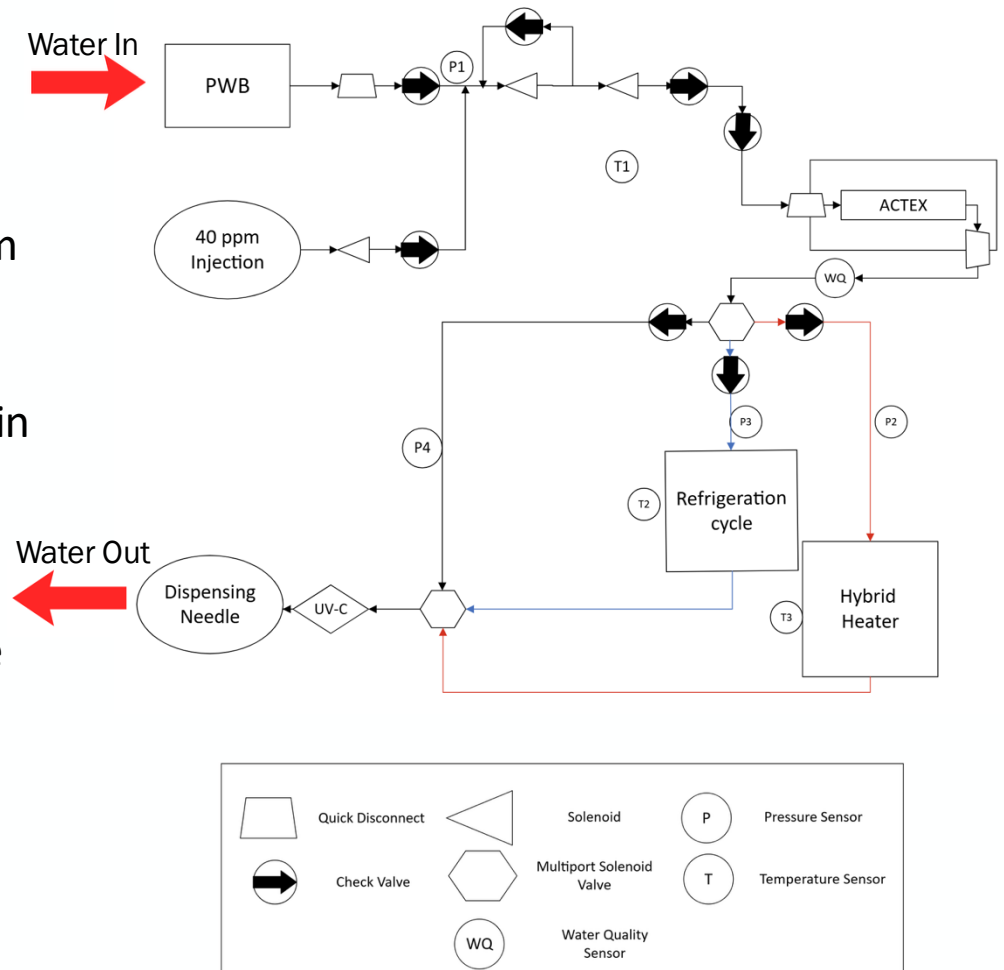 Water In
PWB
P1
T1
40 ppm
Injection
ACTEX
WQ
P4
P3
P2
T2
Refrigeration
cycle
Water Out
Dispensing
Needle
UV-C
T3
Hybrid
Heater
in
Quick Disconnect
Solenoid
P
Pressure Sensor
Check Valve
Multiport Solenoid
Valve
T
Temperature Sensor
WQ
Water Quality
Sensor